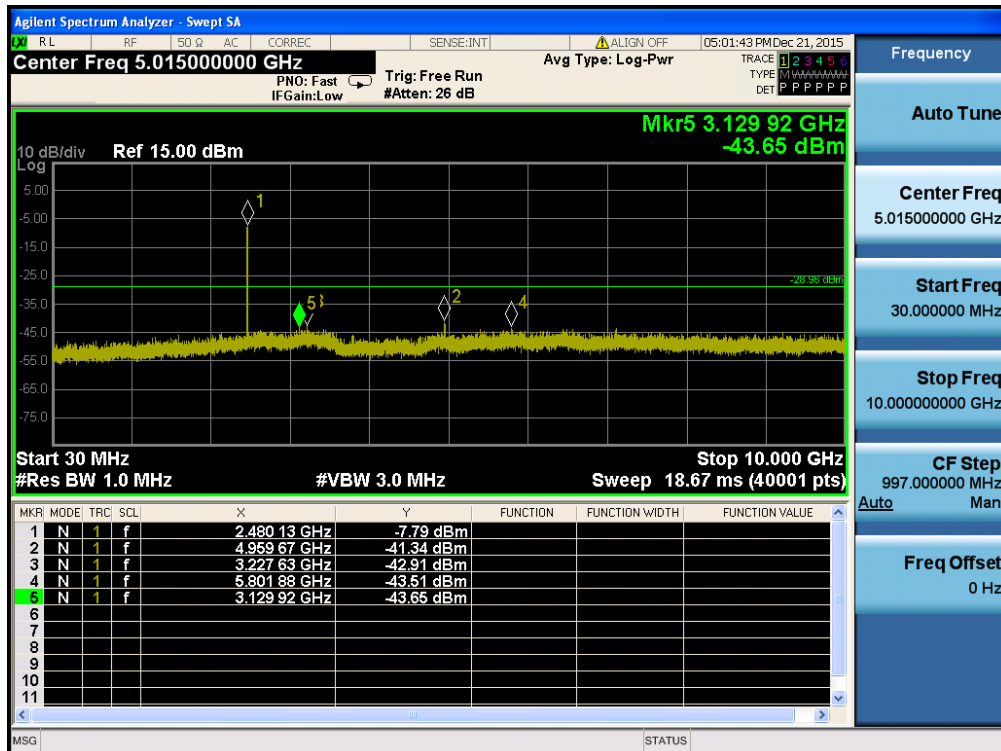 Agilent Spectrum Analyzer - Swept SA
LXI RL RF 50 Ω AC CORREC SENSE:INT ALIGN OFF 05:01:43 PM Dec 21, 2015
Center Freq 5.015000000 GHz
PNO: Fast
IFGain:Low
Trig: Free Run
#Atten: 26 dB
Avg Type: Log-Pwr
TRACE 1 2 3 4 5 6
TYPE M W W W W W
DET P P P P P P
Mkr5 3.129 92 GHz
-43.65 dBm
10 dB/div Ref 15.00 dBm
Log
5.00
-5.00
-15.0
-25.0
-35.0
-45.0
-55.0
-65.0
-75.0
1
-28.96 dBm
5
2
4
Start 30 MHz
Stop 10.000 GHz
#Res BW 1.0 MHz
#VBW 3.0 MHz
Sweep 18.67 ms (40001 pts)
MKR MODE TRC SCL X Y FUNCTION FUNCTION WIDTH FUNCTION VALUE
1 N 1 f 2.480 13 GHz -7.79 dBm
2 N 1 f 4.959 67 GHz -41.34 dBm
3 N 1 f 3.227 63 GHz -42.91 dBm
4 N 1 f 5.801 88 GHz -43.51 dBm
5 N 1 f 3.129 92 GHz -43.65 dBm
6
7
8
9
10
11
MSG
STATUS
Frequency
Auto Tune
Center Freq
5.015000000 GHz
Start Freq
30.000000 MHz
Stop Freq
10.000000000 GHz
CF Step
997.000000 MHz
Auto Man
Freq Offset
0 Hz